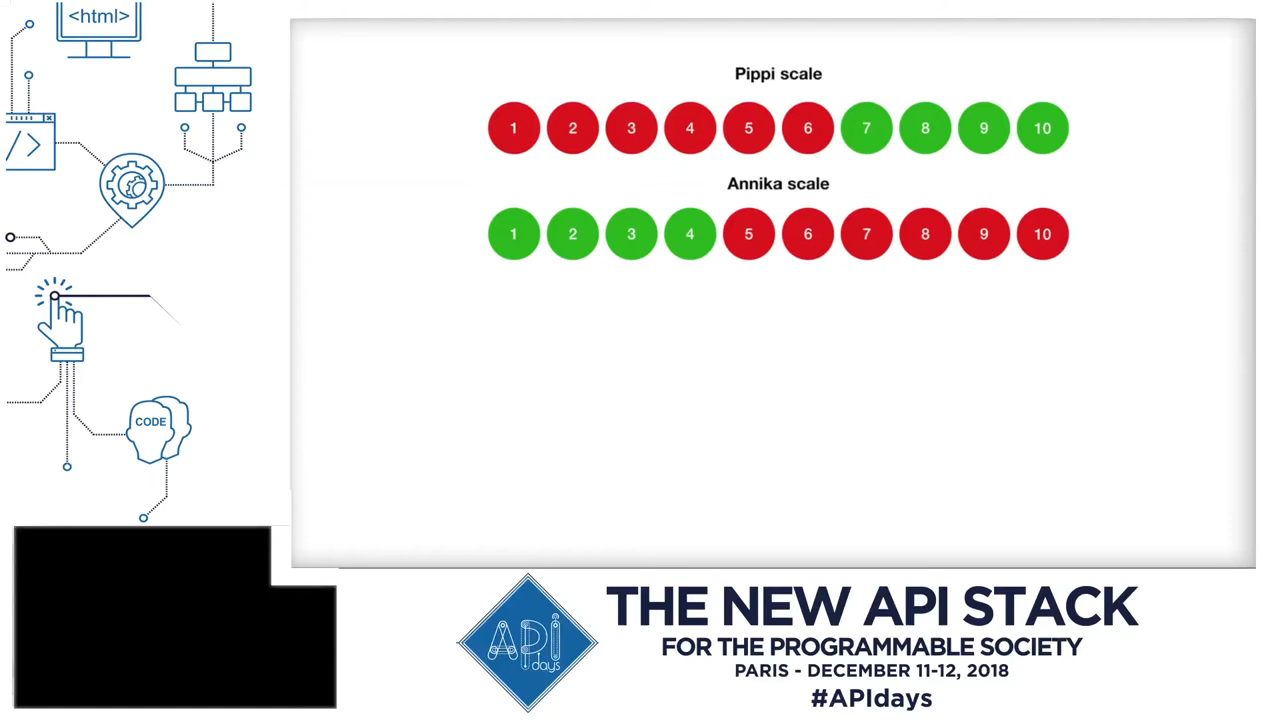 <html>
</>
CODE
Pippi scale
1 2 3 4 5 6 7 8 9 10
Annika scale
1 2 3 4 5 6 7 8 9 10
API
days
THE NEW API STACK
FOR THE PROGRAMMABLE SOCIETY
PARIS - DECEMBER 11-12, 2018
#APIdays